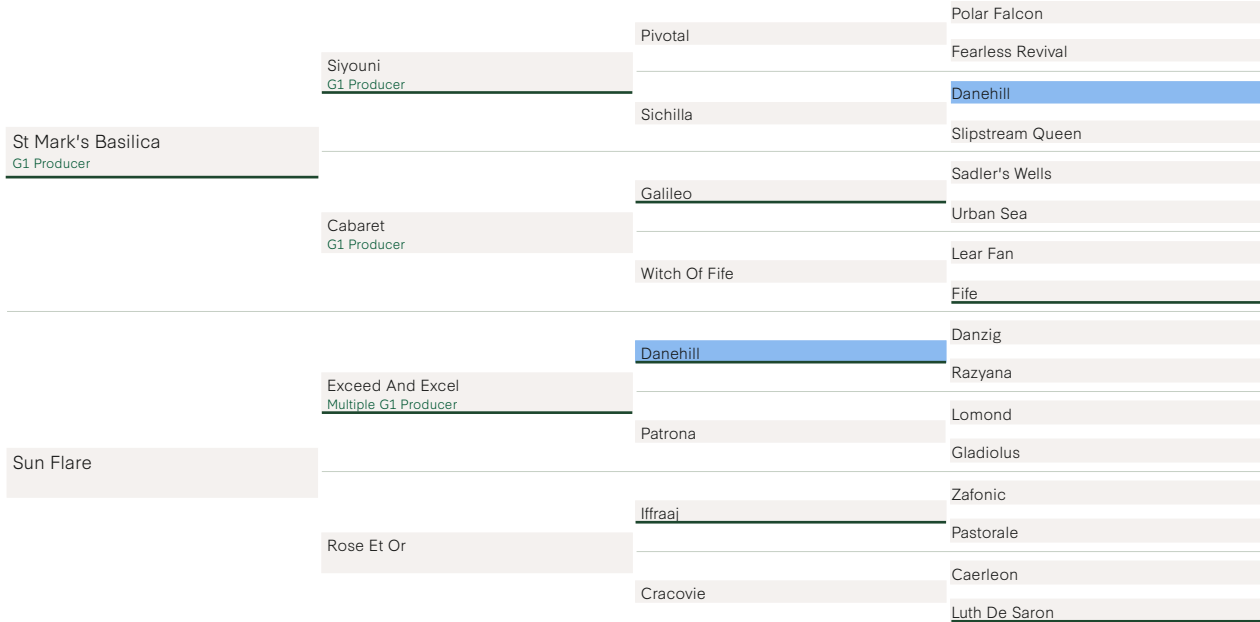 St Mark's Basilica
G1 Producer
Sun Flare
Siyouni
G1 Producer
Cabaret
G1 Producer
Exceed And Excel
Multiple G1 Producer
Rose Et Or
Pivotal
Sichilla
Galileo
Witch Of Fife
Danehill
Patrona
Iffraaj
Cracovie
Polar Falcon
Fearless Revival
Danehill
Slipstream Queen
Sadler's Wells
Urban Sea
Lear Fan
Fife
Danzig
Razyana
Lomond
Gladiolus
Zafonic
Pastorale
Caerleon
Luth De Saron